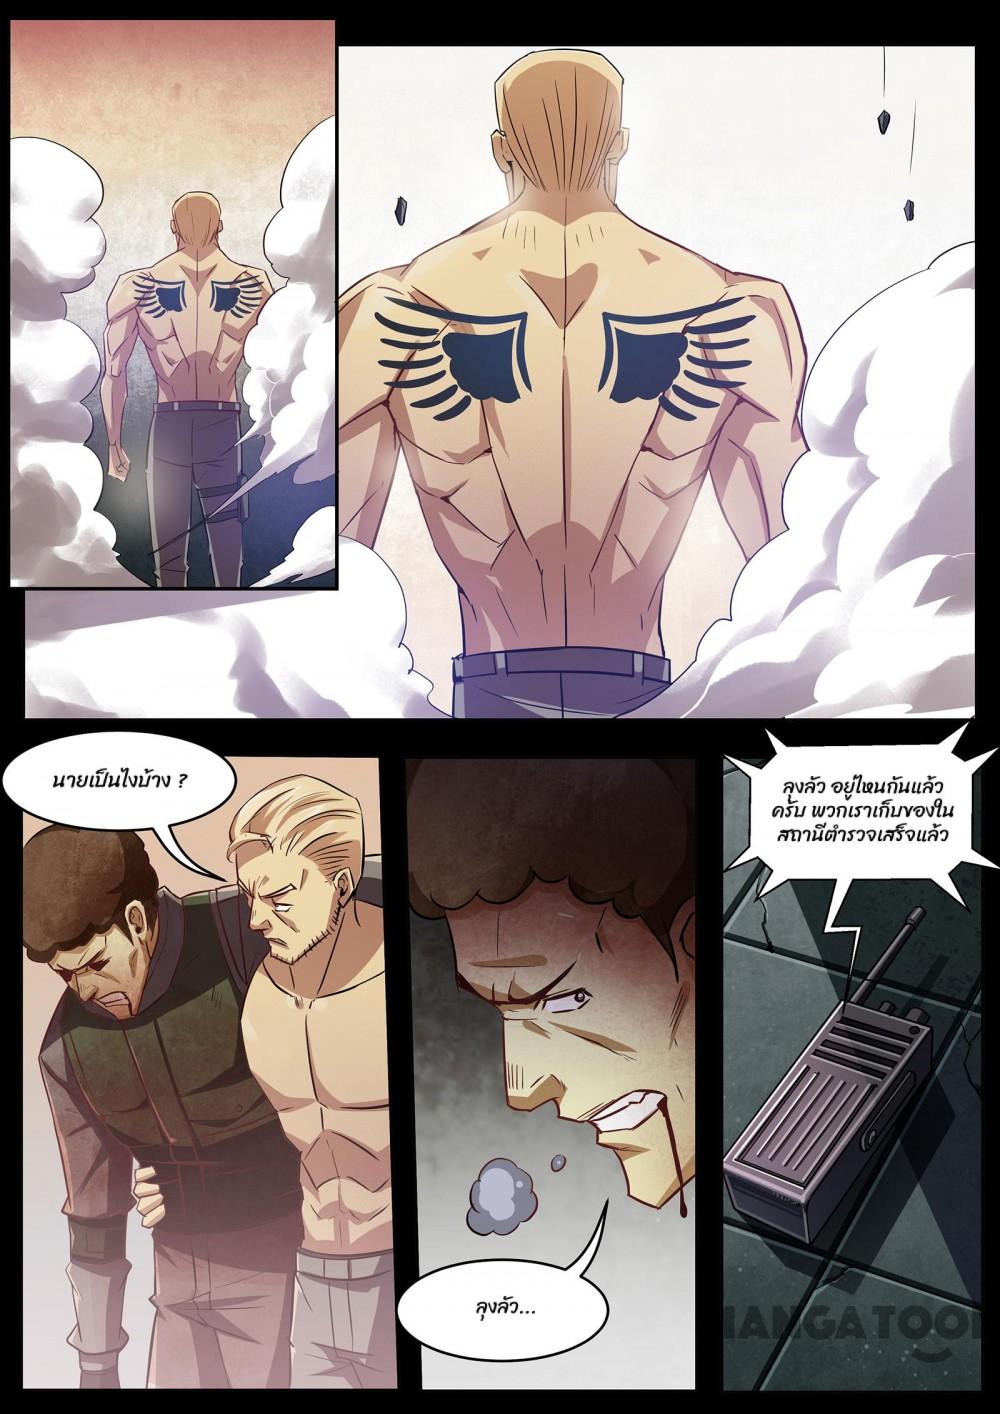 นายเป็นไงบ้าง ?
ลุงลัว...
ลุงลัว อยู่ไหนกันแล้ว
ครับ พวกเราเก็บของใน
สถานีตำรวจเสร็จแล้ว
MANGA TOON